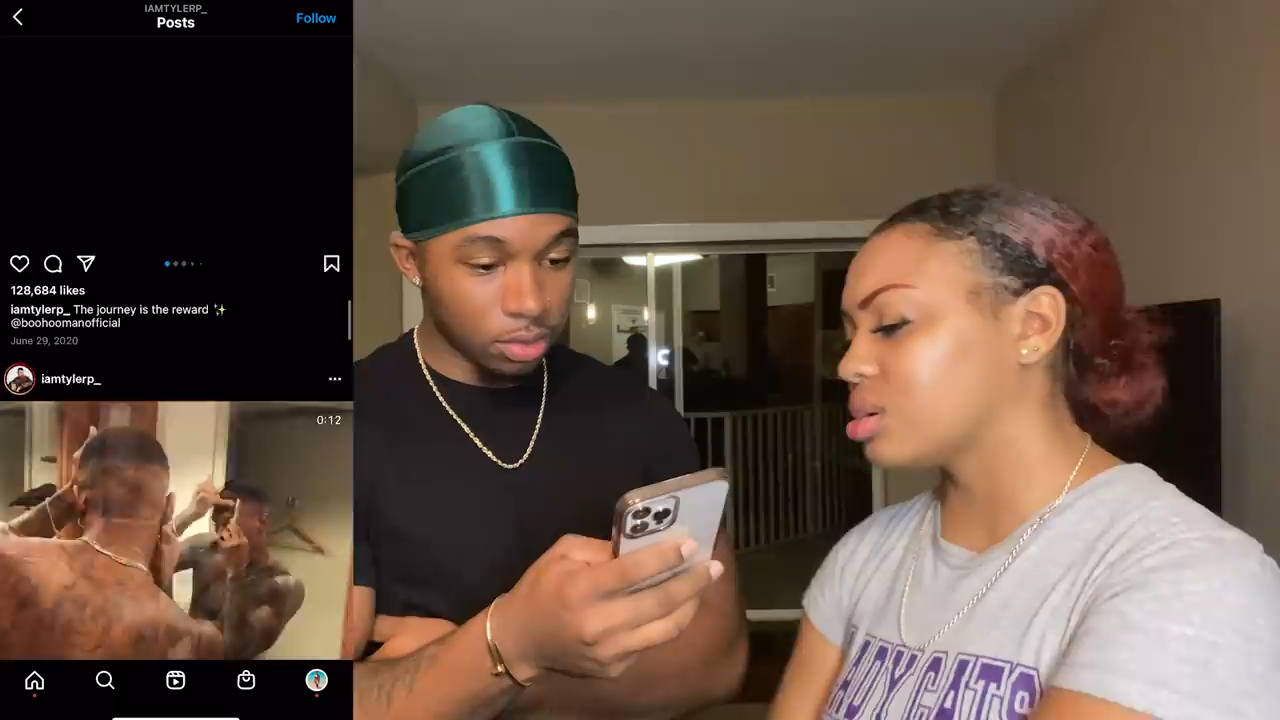 IAMTYLERP_
Posts
Follow
128,684 likes
iamtylerp_ The journey is the reward ✨
@boohoomanofficial
June 29, 2020
iamtylerp_
0:12
LADY CATS